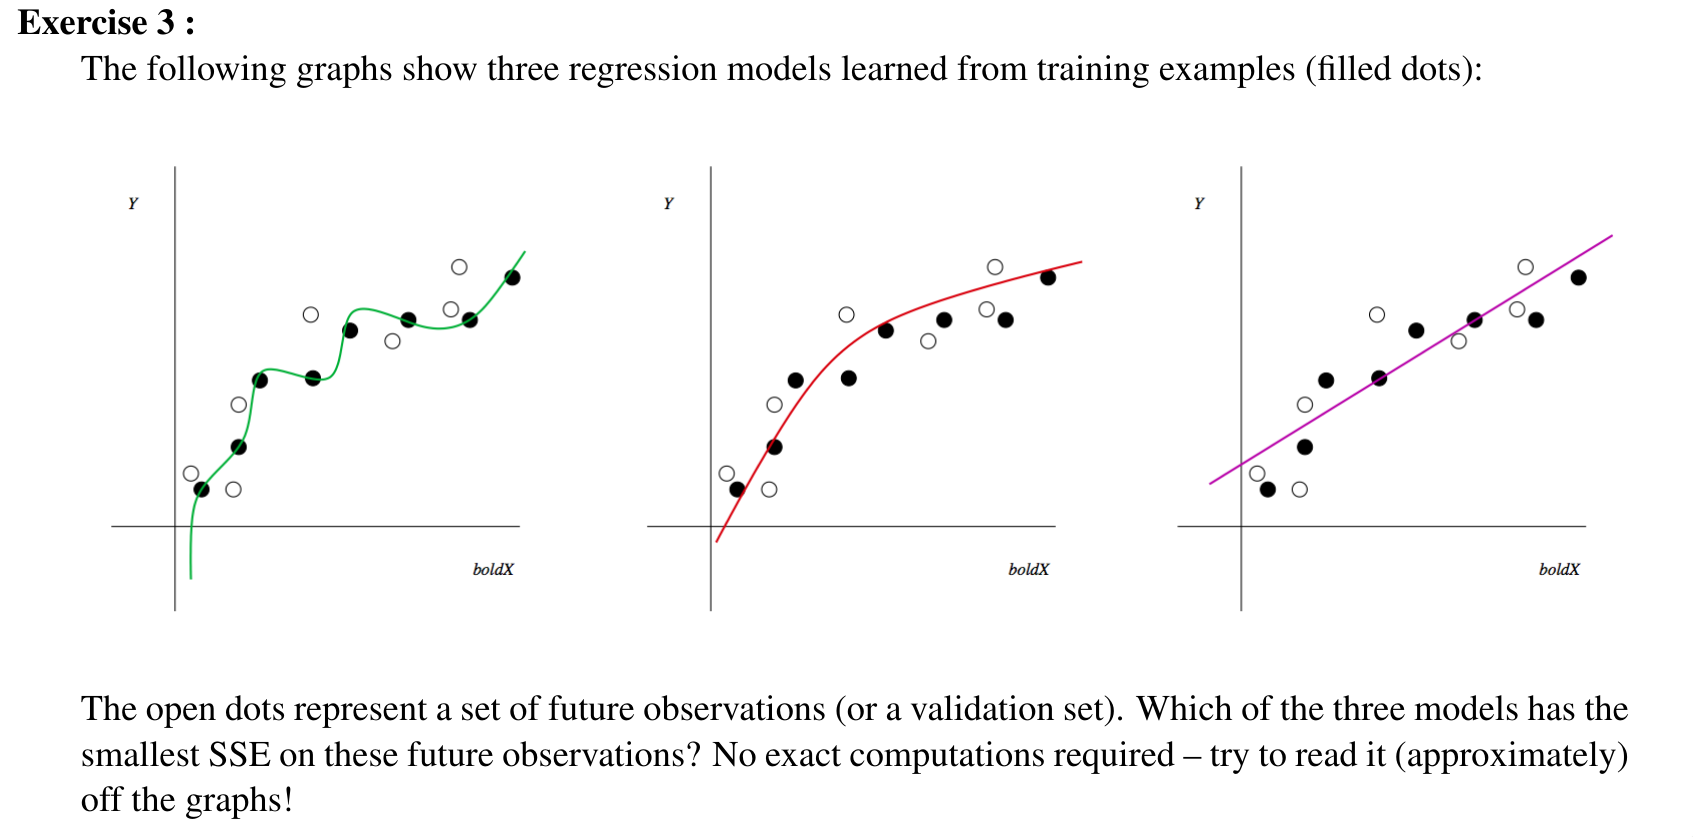 Exercise 3 :
The following graphs show three regression models learned from training examples (filled dots):
Y
Y
Y
boldX
boldX
boldX
The open dots represent a set of future observations (or a validation set). Which of the three models has the
smallest SSE on these future observations? No exact computations required – try to read it (approximately)
off the graphs!